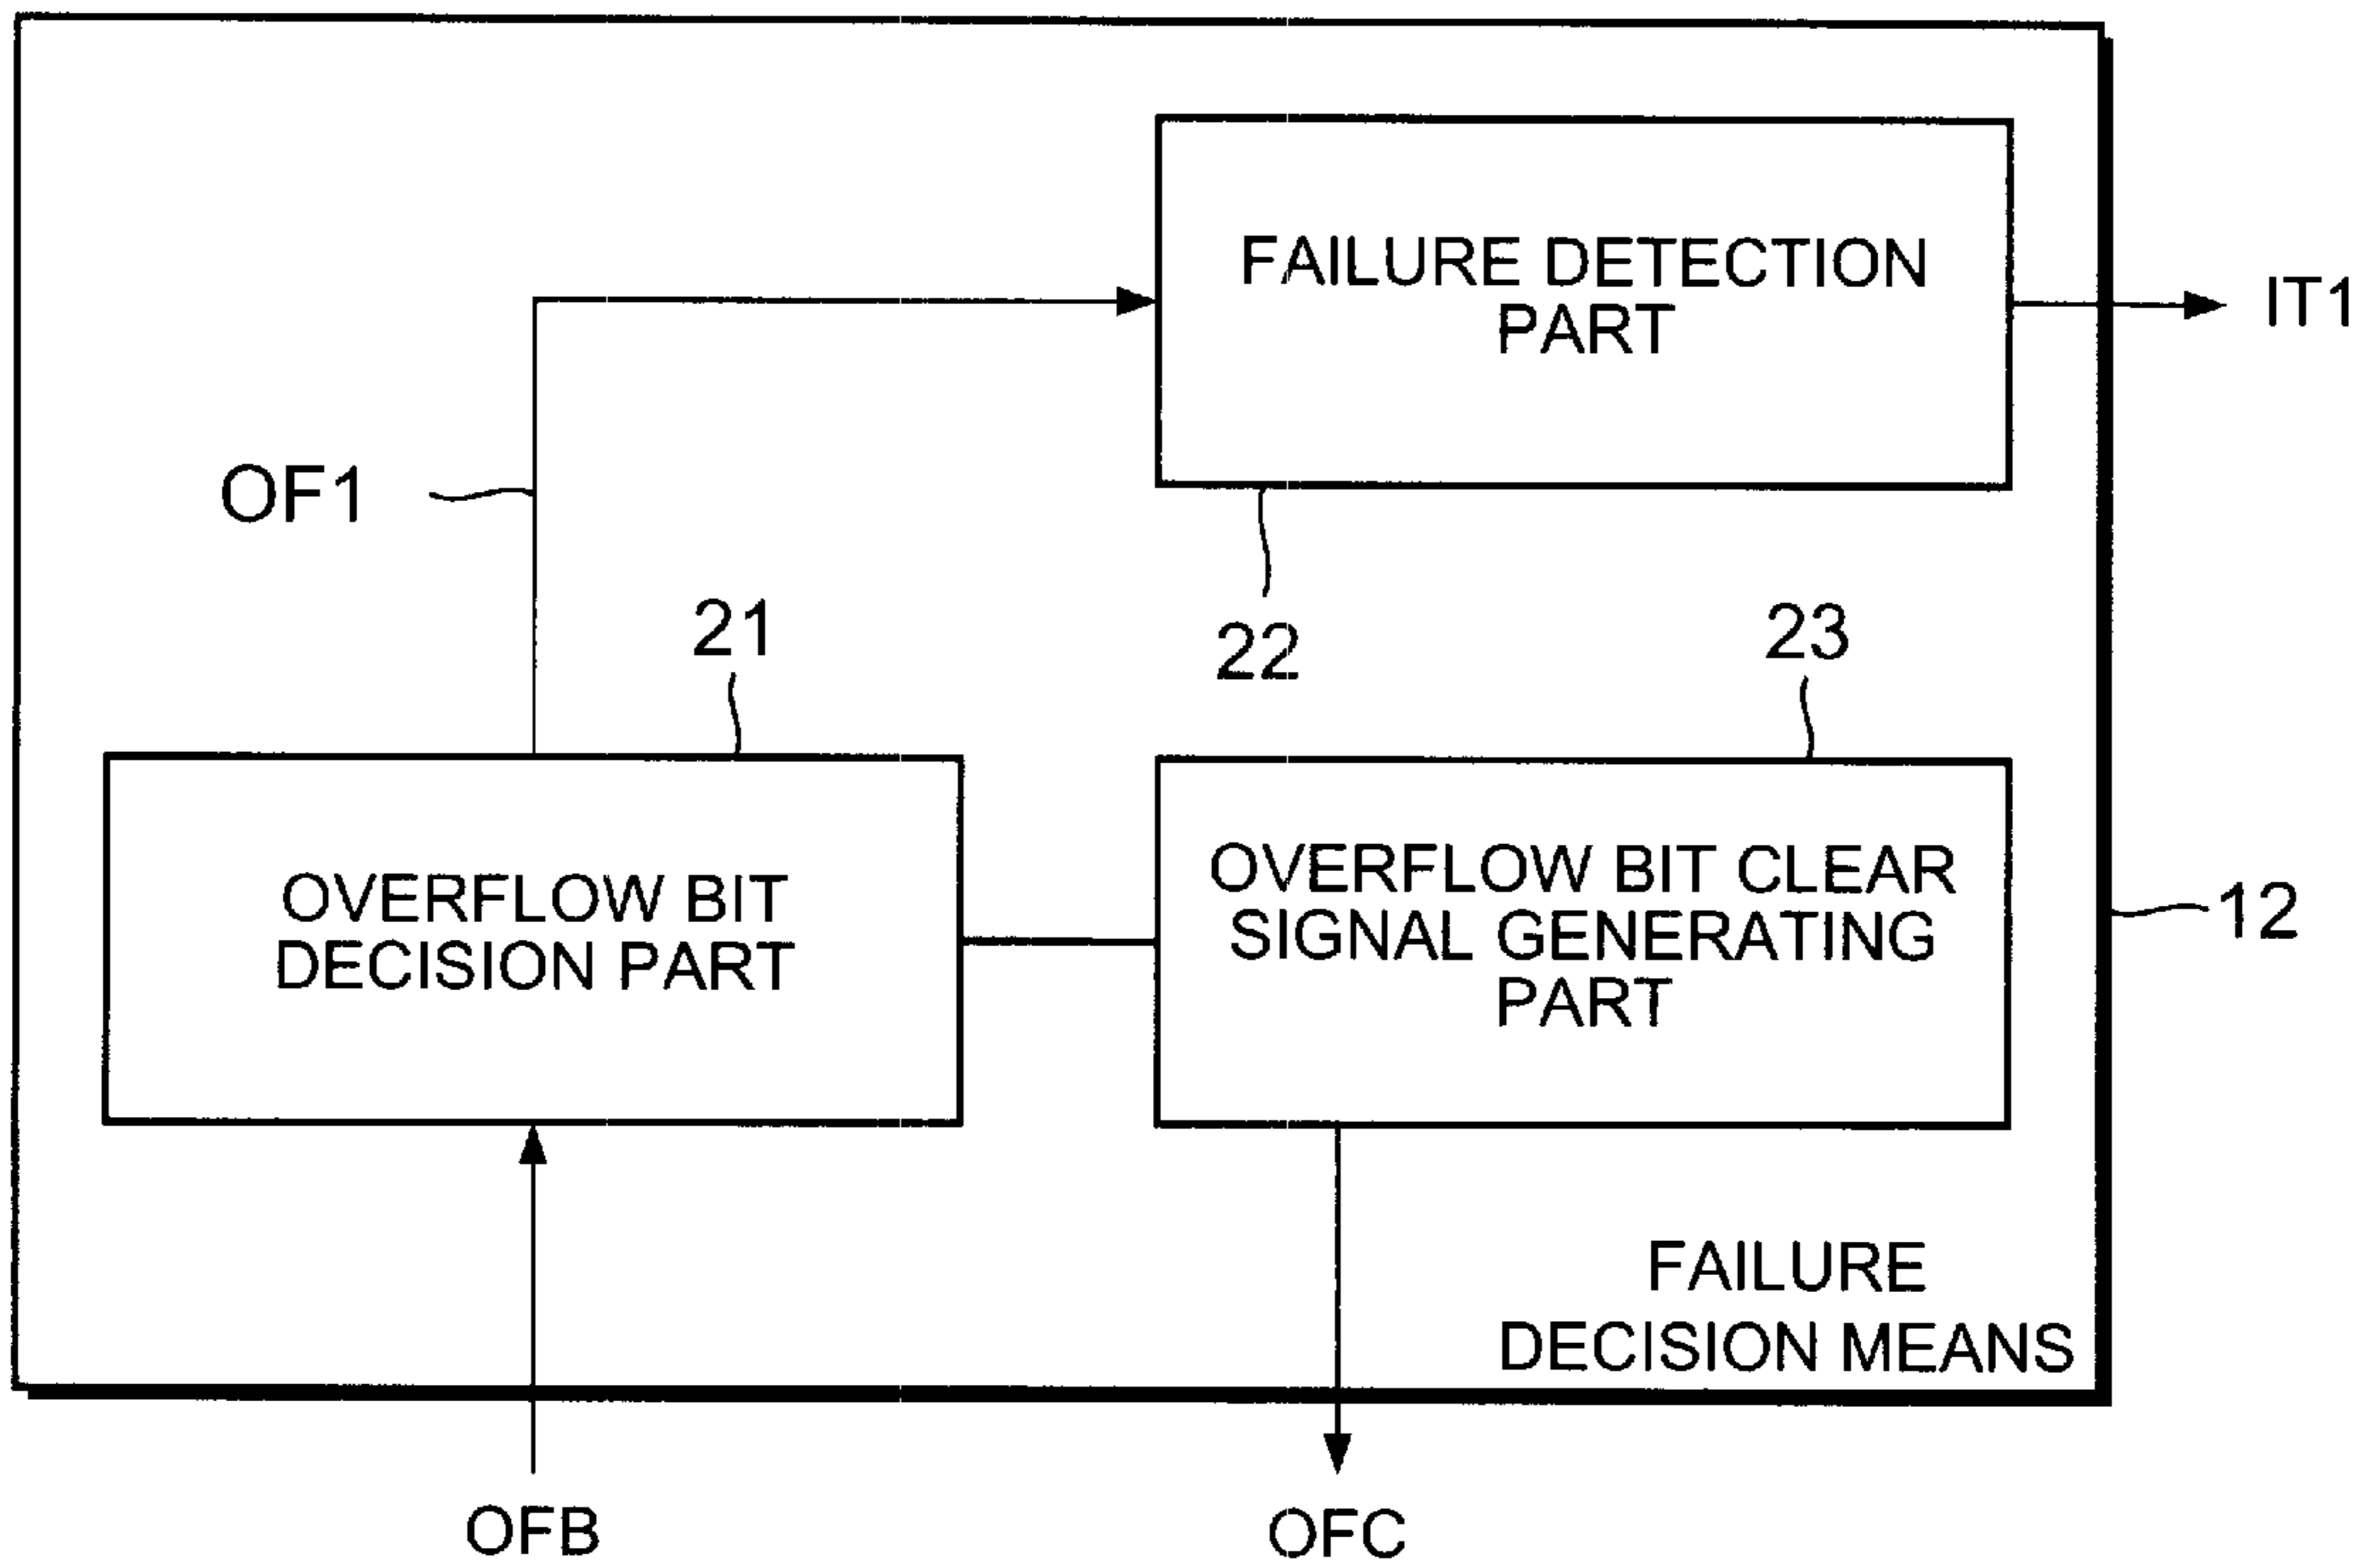 FAILURE DETECTION
PART
IT1
OF1
21
22
23
OVERFLOW BIT
DECISION PART
OVERFLOW BIT CLEAR
SIGNAL GENERATING
PART
12
FAILURE
DECISION MEANS
OFB
OFC